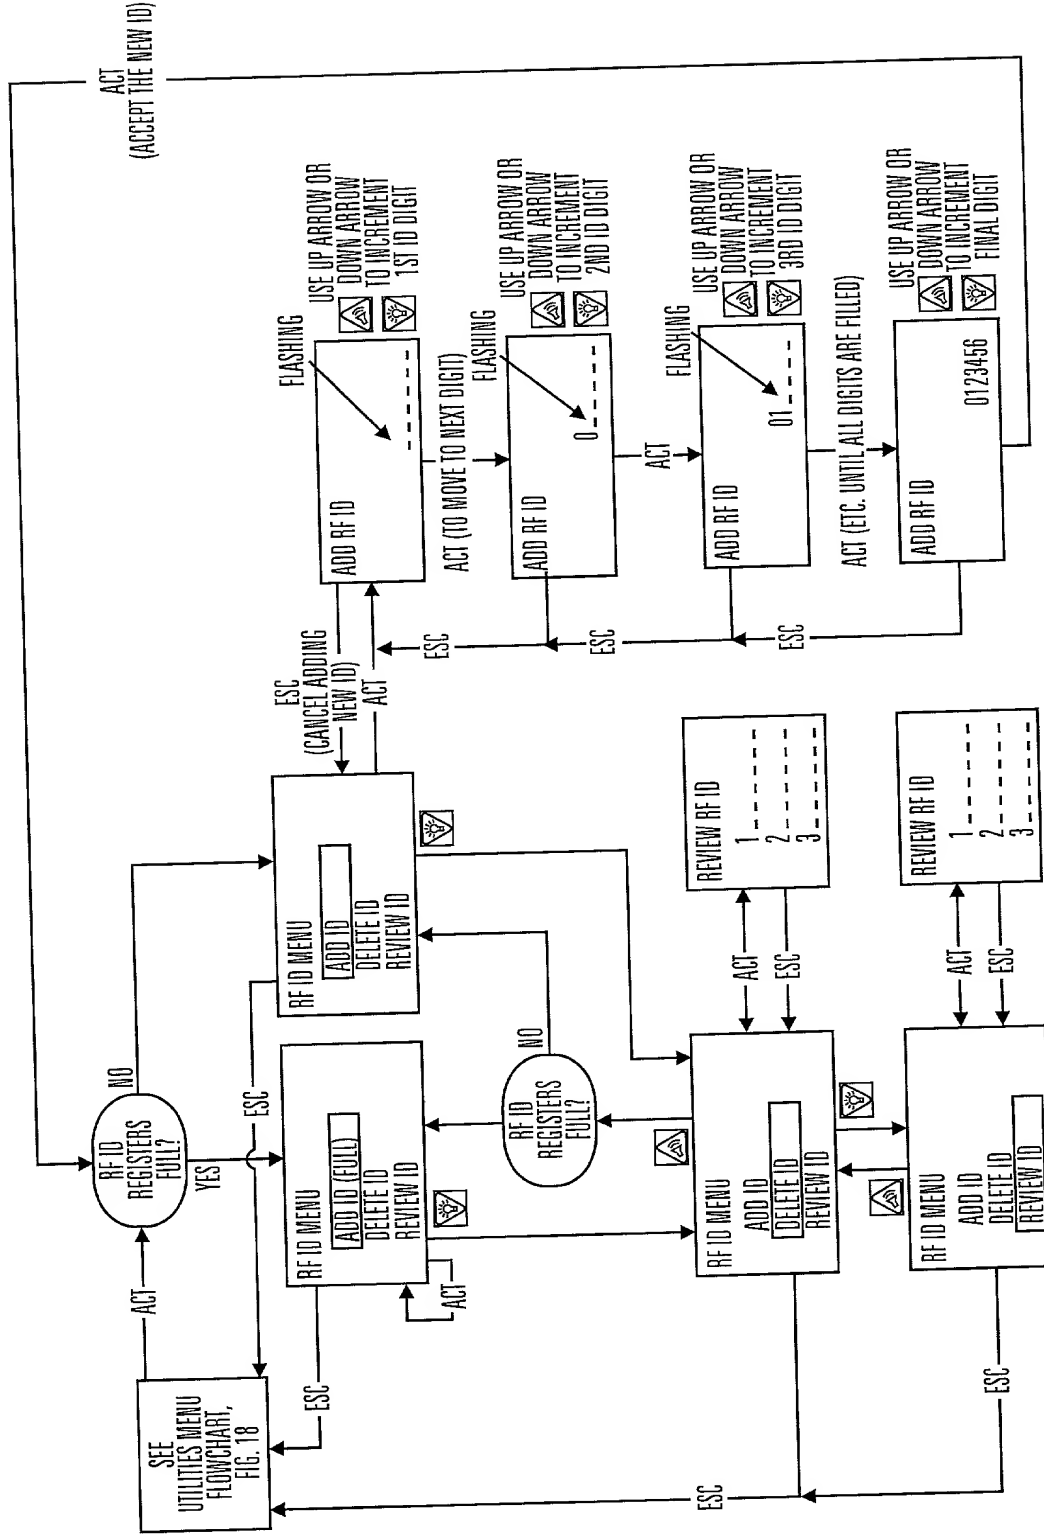 ACT
(ACCEPT THE NEW ID)
RF ID
REGISTERS
FULL?
NO
YES
ACT
SEE
UTILITIES MENU
FLOWCHART,
FIG. 18
ESC
ESC
RF ID MENU
ADD ID (FULL)
DELETE ID
REVIEW ID
ACT
RF ID MENU
ADD ID
DELETE ID
REVIEW ID
ESC
(CANCEL ADDING
NEW ID)
ACT
FLASHING
ADD RF ID
_ _ _ _ _ _ _
USE UP ARROW OR
DOWN ARROW
TO INCREMENT
1ST ID DIGIT
ACT (TO MOVE TO NEXT DIGIT)
FLASHING
ADD RF ID
0 _ _ _ _ _ _
USE UP ARROW OR
DOWN ARROW
TO INCREMENT
2ND ID DIGIT
ACT
FLASHING
ADD RF ID
01 _ _ _ _ _
USE UP ARROW OR
DOWN ARROW
TO INCREMENT
3RD ID DIGIT
ACT (ETC. UNTIL ALL DIGITS ARE FILLED)
ADD RF ID
0123456
USE UP ARROW OR
DOWN ARROW
TO INCREMENT
FINAL DIGIT
ESC
ESC
ESC
RF ID
REGISTERS
FULL?
NO
RF ID MENU
ADD ID
DELETE ID
REVIEW ID
ACT
ESC
REVIEW RF ID
1 _ _ _ _ _ _ _
2 _ _ _ _ _ _ _
3 _ _ _ _ _ _ _
RF ID MENU
ADD ID
DELETE ID
REVIEW ID
ACT
ESC
REVIEW RF ID
1 _ _ _ _ _ _ _
2 _ _ _ _ _ _ _
3 _ _ _ _ _ _ _
ESC
ESC